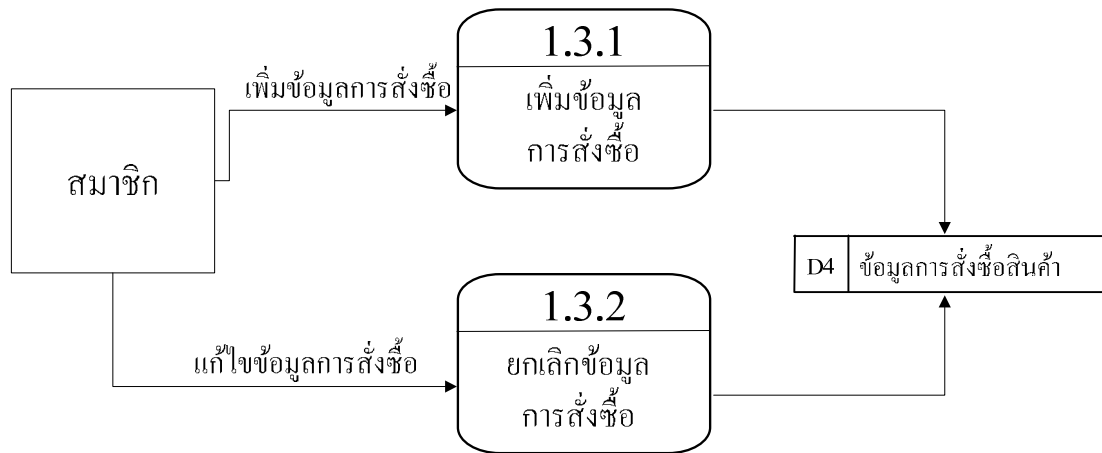 1.3.1
เพิ่มข้อมูลการสั่งซื้อ
เพิ่มข้อมูล
การสั่งซื้อ
สมาชิก
D4 ข้อมูลการสั่งซื้อสินค้า
1.3.2
แก้ไขข้อมูลการสั่งซื้อ
ยกเลิกข้อมูล
การสั่งซื้อ